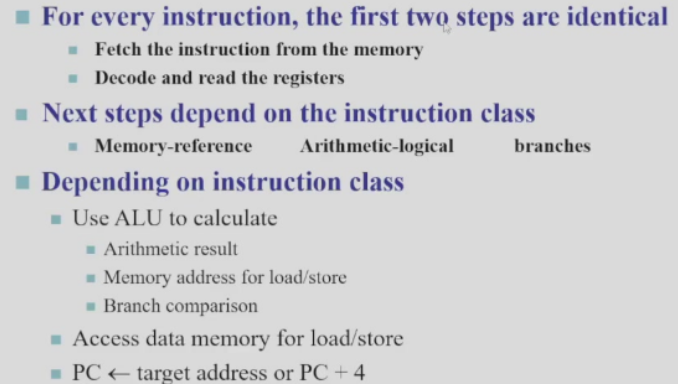 For every instruction, the first two steps are identical
Fetch the instruction from the memory
Decode and read the registers
Next steps depend on the instruction class
Memory-reference Arithmetic-logical branches
Depending on instruction class
Use ALU to calculate
Arithmetic result
Memory address for load/store
Branch comparison
Access data memory for load/store
PC ← target address or PC + 4